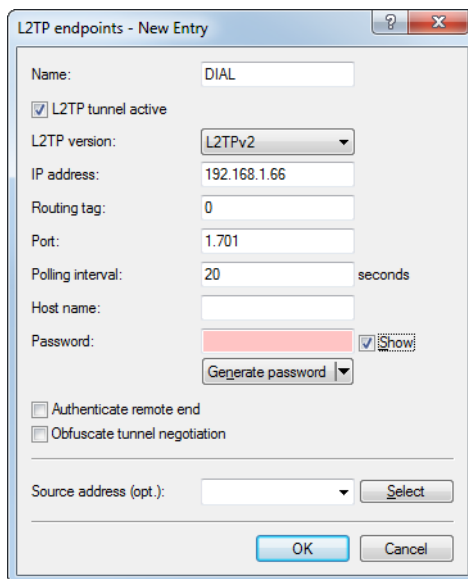 L2TP endpoints - New Entry
?
Name: DIAL
L2TP tunnel active
L2TP version: L2TPv2
IP address: 192.168.1.66
Routing tag: 0
Port: 1.701
Polling interval: 20 seconds
Host name:
Password: Show
Generate password
Authenticate remote end
Obfuscate tunnel negotiation
Source address (opt.): Select
OK Cancel